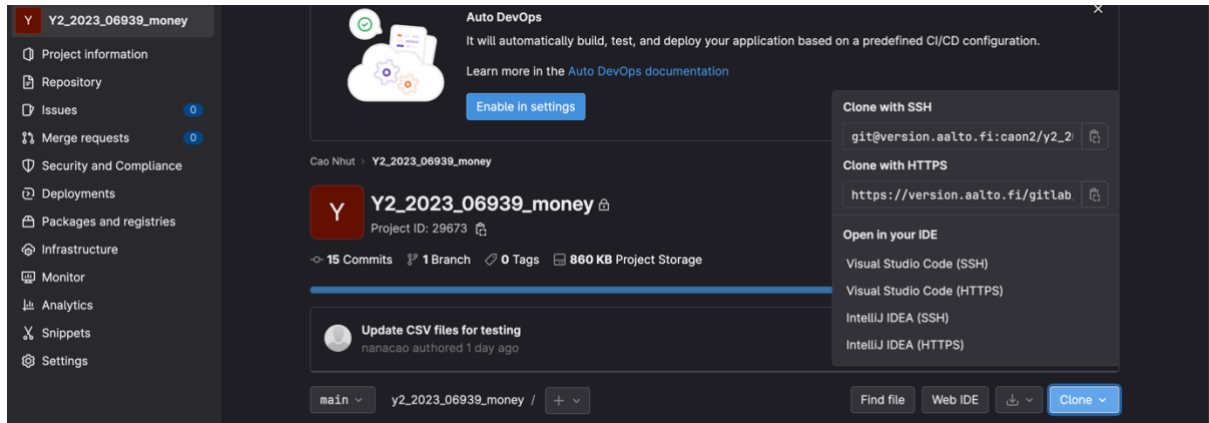 Y Y2_2023_06939_money
Project information
Repository
Issues 0
Merge requests 0
Security and Compliance
Deployments
Packages and registries
Infrastructure
Monitor
Analytics
Snippets
Settings
Auto DevOps
It will automatically build, test, and deploy your application based on a predefined CI/CD configuration.
Learn more in the Auto DevOps documentation
Enable in settings
Cao Nhut › Y2_2023_06939_money
Y Y2_2023_06939_money
Project ID: 29673
15 Commits 1 Branch 0 Tags 860 KB Project Storage
Update CSV files for testing
nanacao authored 1 day ago
main y2_2023_06939_money / +
Find file Web IDE Clone
Clone with SSH
git@version.aalto.fi:caon2/y2_2
Clone with HTTPS
https://version.aalto.fi/gitlab
Open in your IDE
Visual Studio Code (SSH)
Visual Studio Code (HTTPS)
IntelliJ IDEA (SSH)
IntelliJ IDEA (HTTPS)